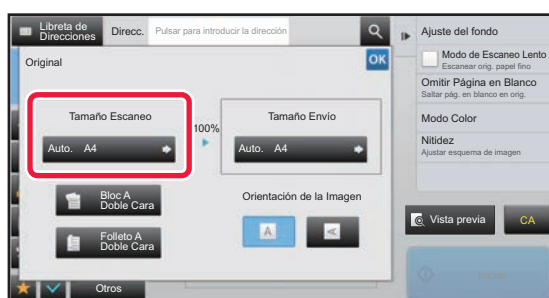 Libreta de
Direcciones
Direcc.
Pulsar para introducir la dirección
Original
OK
Tamaño Escaneo
100%
Tamaño Envío
Auto. A4
Auto. A4
Bloc A
Doble Cara
Folleto A
Doble Cara
Orientación de la Imagen
A
A
Otros
Ajuste del fondo
Modo de Escaneo Lento
Escanear orig. papel fino
Omitir Página en Blanco
Saltar pág. en blanco en orig.
Modo Color
Nitidez
Ajustar esquema de imagen
Vista previa
CA